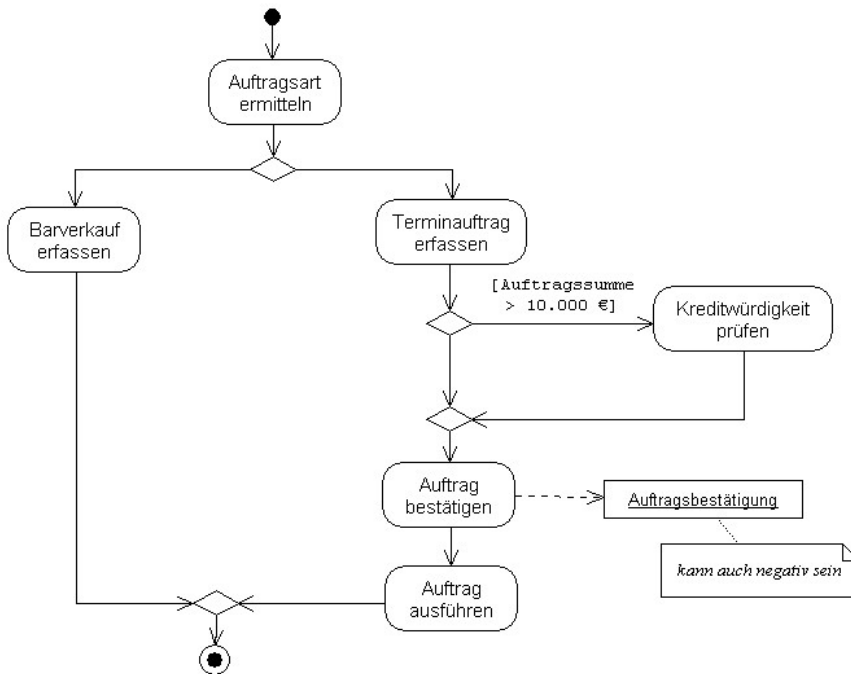 Auftragsart
ermitteln
Barverkauf
erfassen
Terminauftrag
erfassen
[Auftragssumme
> 10.000 €]
Kreditwürdigkeit
prüfen
Auftrag
bestätigen
Auftragsbestätigung
kann auch negativ sein
Auftrag
ausführen